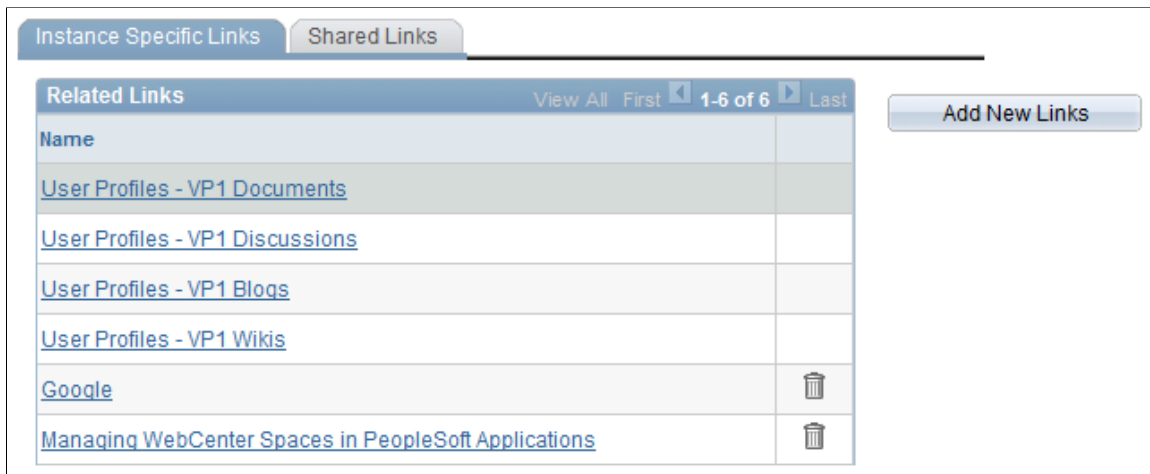 Instance Specific Links Shared Links
Related Links View All First 1-6 of 6 Last
Add New Links
Name
User Profiles - VP1 Documents
User Profiles - VP1 Discussions
User Profiles - VP1 Blogs
User Profiles - VP1 Wikis
Google
Managing WebCenter Spaces in PeopleSoft Applications